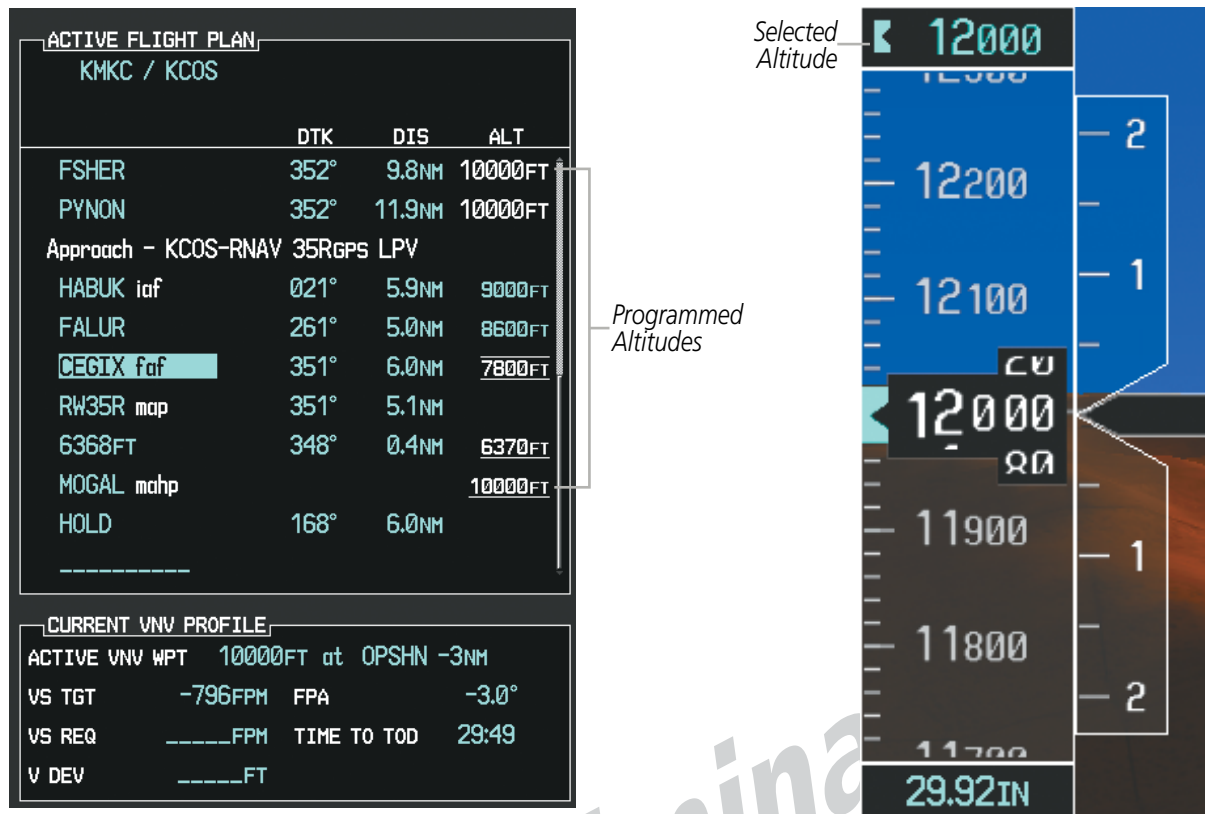 ACTIVE FLIGHT PLAN
KMKC / KCOS
DTK DIS ALT
FSHER 352° 9.8NM 10000FT
PYNON 352° 11.9NM 10000FT
Approach – KCOS-RNAV 35RGPS LPV
HABUK iaf 021° 5.9NM 9000FT
FALUR 261° 5.0NM 8600FT
CEGIX faf 351° 6.0NM 7800FT
RW35R map 351° 5.1NM
6368FT 348° 0.4NM 6370FT
MOGAL mahp 10000FT
HOLD 168° 6.0NM
__________
CURRENT VNV PROFILE
ACTIVE VNV WPT 10000FT at OPSHN -3NM
VS TGT -796FPM FPA -3.0°
VS REQ _____FPM TIME TO TOD 29:49
V DEV _____FT
Programmed
Altitudes
Selected
Altitude
12000
2
12200
1
12100
20
12000
80
11900
1
11800
2
29.92IN